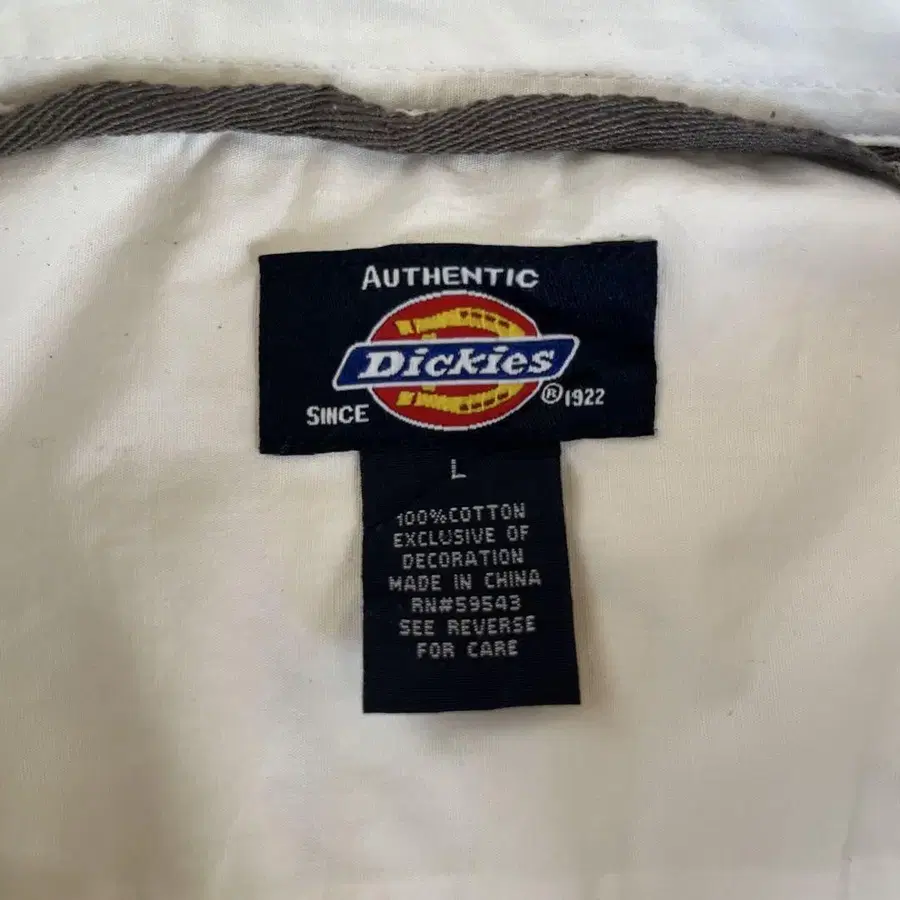 AUTHENTIC
Dickies
SINCE ®1922
L
100%COTTON
EXCLUSIVE OF
DECORATION
MADE IN CHINA
RN#59543
SEE REVERSE
FOR CARE